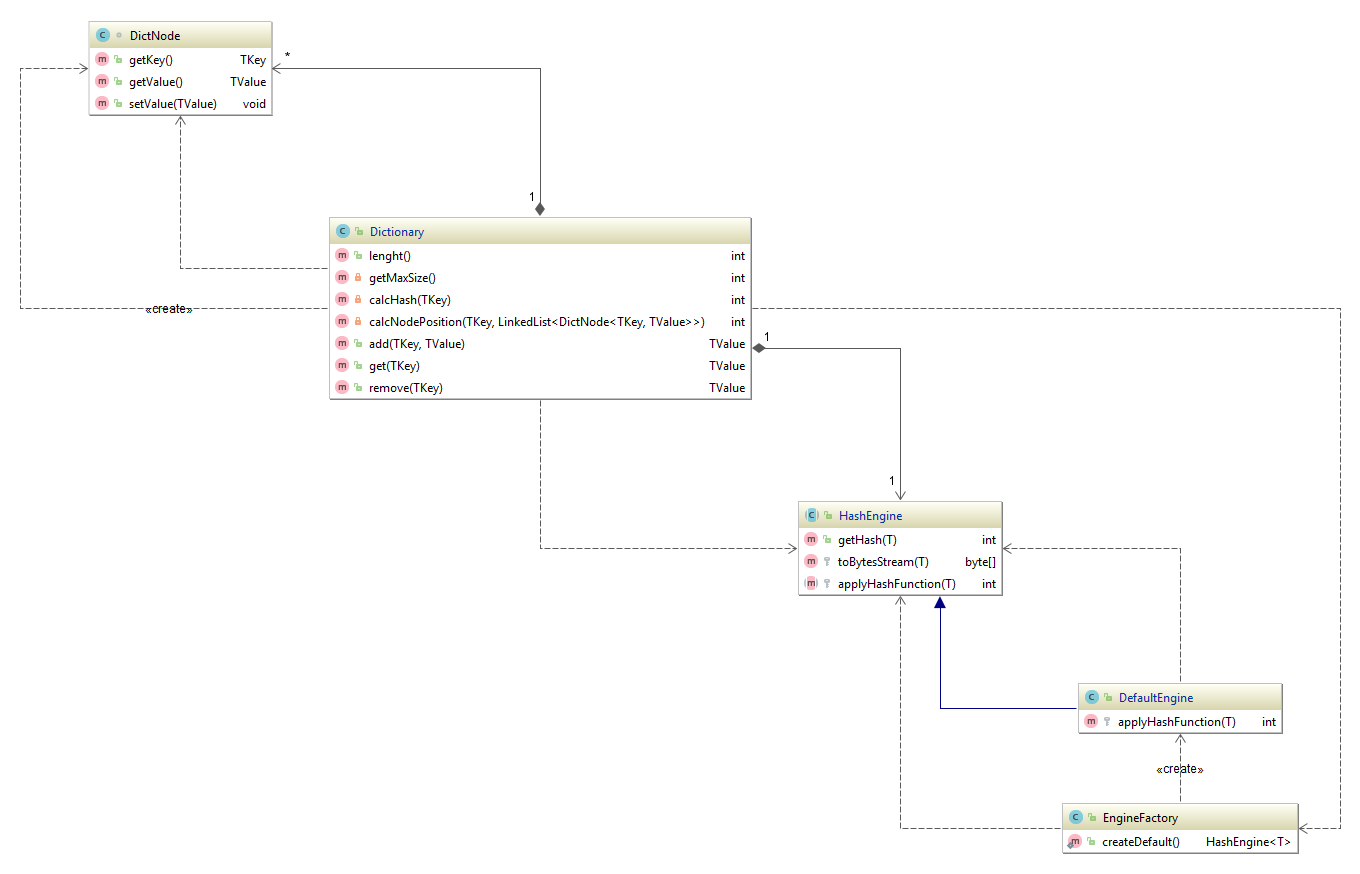 C DictNode
m getKey() TKey
m getValue() TValue
m setValue(TValue) void
*
1
C Dictionary
m lenght() int
m getMaxSize() int
m calcHash(TKey) int
m calcNodePosition(TKey, LinkedList<DictNode<TKey, TValue>>) int
m add(TKey, TValue) TValue
m get(TKey) TValue
m remove(TKey) TValue
«create»
1
1
C HashEngine
m getHash(T) int
m toBytesStream(T) byte[]
m applyHashFunction(T) int
C DefaultEngine
m applyHashFunction(T) int
«create»
C EngineFactory
m createDefault() HashEngine<T>